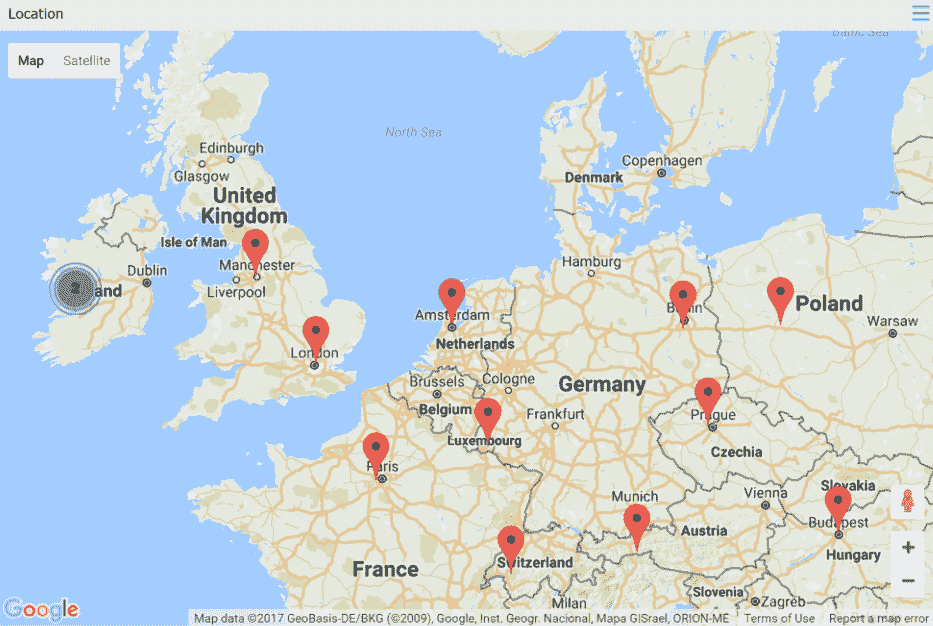 Location
Baltic Sea
Map
Satellite
North Sea
Edinburgh
Glasgow
United
Kingdom
Copenhagen
Denmark
Isle of Man
Manchester
Dublin
2
and
Liverpool
Hamburg
Amsterdam
Poland
Warsaw
London
Netherlands
Brussels
Cologne
Germany
Belgium
Frankfurt
Prague
Luxembourg
Czechia
Paris
Slovakia
Munich
Vienna
Budapest
Austria
Hungary
Switzerland
France
Slovenia
Milan
Zagreb
+
−
Google
Map data ©2017 GeoBasis-DE/BKG (©2009), Google, Inst. Geogr. Nacional, Mapa GISrael, ORION-ME
Terms of Use
Report a map error